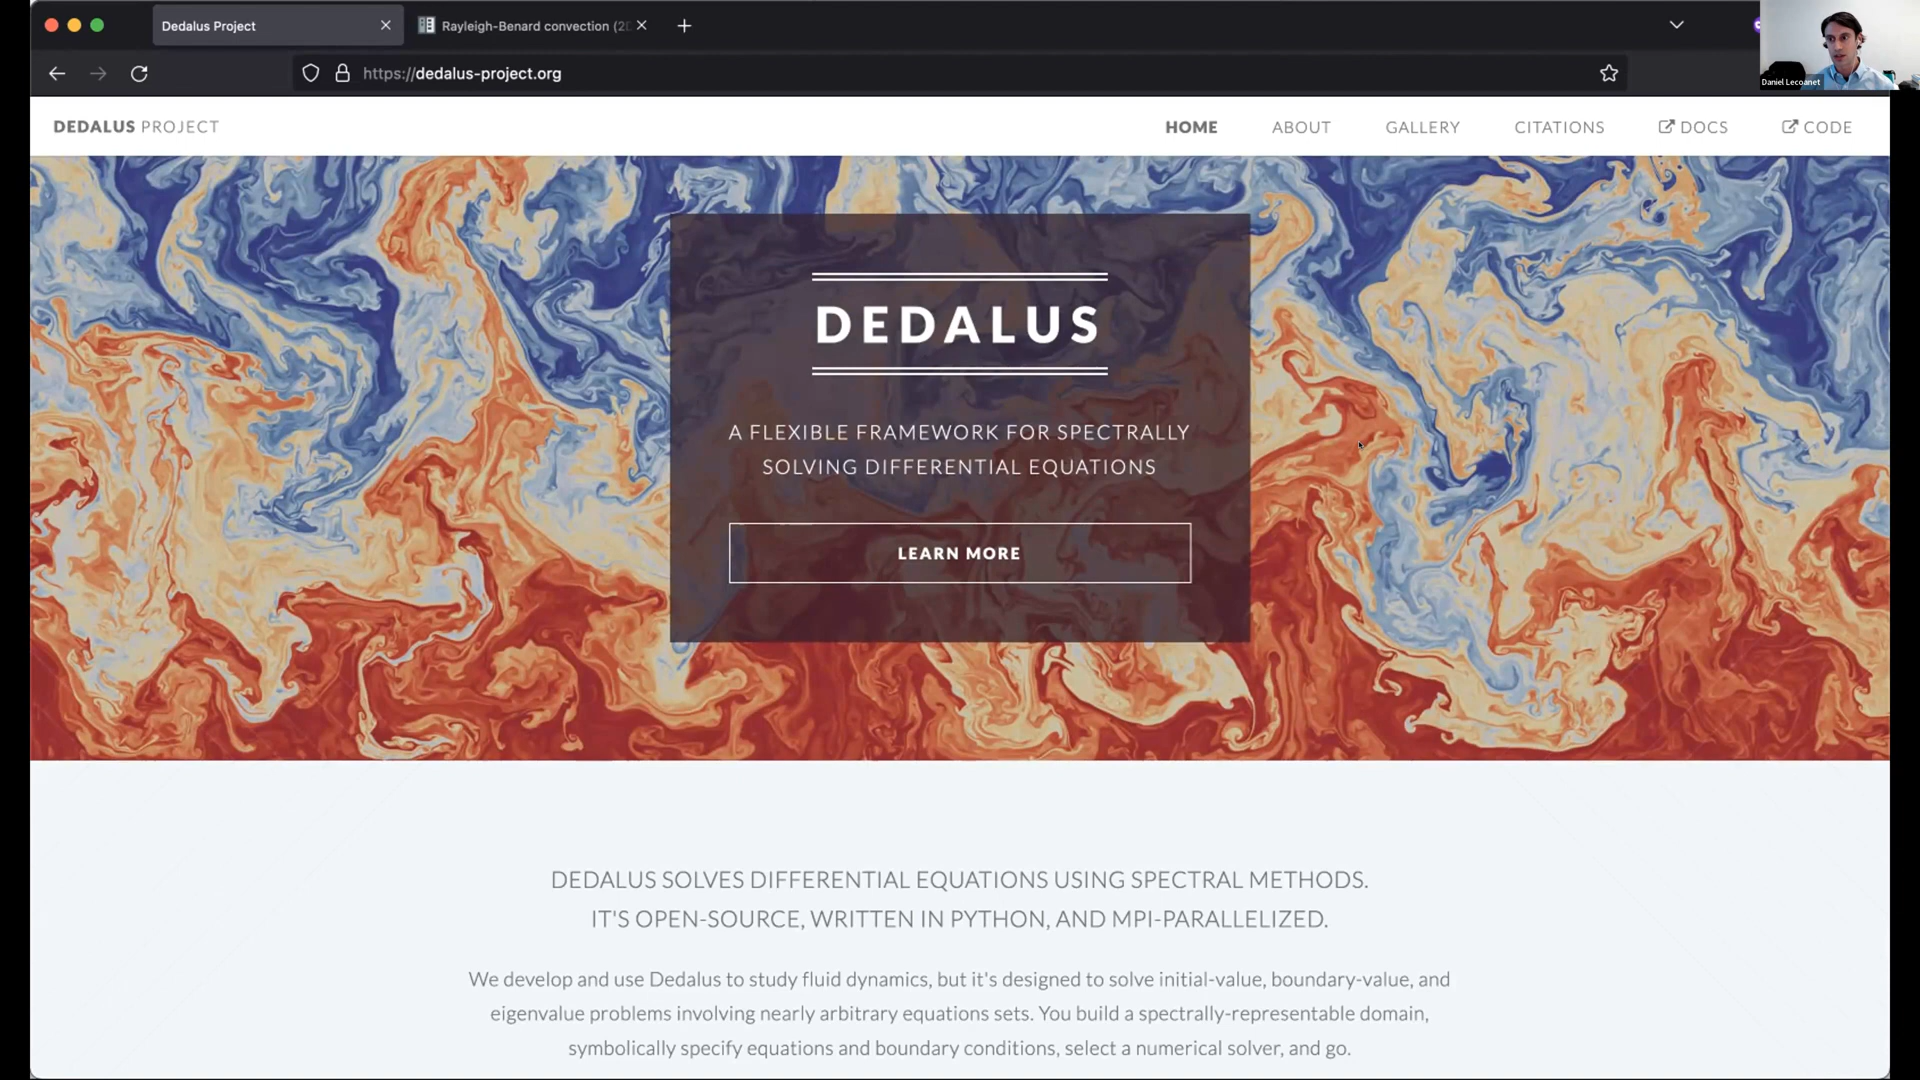 Dedalus Project
Rayleigh-Benard convection (2D
https://dedalus-project.org
Daniel Lecoanet
DEDALUS PROJECT
HOME
ABOUT
GALLERY
CITATIONS
DOCS
CODE
DEDALUS
A FLEXIBLE FRAMEWORK FOR SPECTRALLY
SOLVING DIFFERENTIAL EQUATIONS
LEARN MORE
DEDALUS SOLVES DIFFERENTIAL EQUATIONS USING SPECTRAL METHODS.
IT'S OPEN-SOURCE, WRITTEN IN PYTHON, AND MPI-PARALLELIZED.
We develop and use Dedalus to study fluid dynamics, but it's designed to solve initial-value, boundary-value, and
eigenvalue problems involving nearly arbitrary equations sets. You build a spectrally-representable domain,
symbolically specify equations and boundary conditions, select a numerical solver, and go.